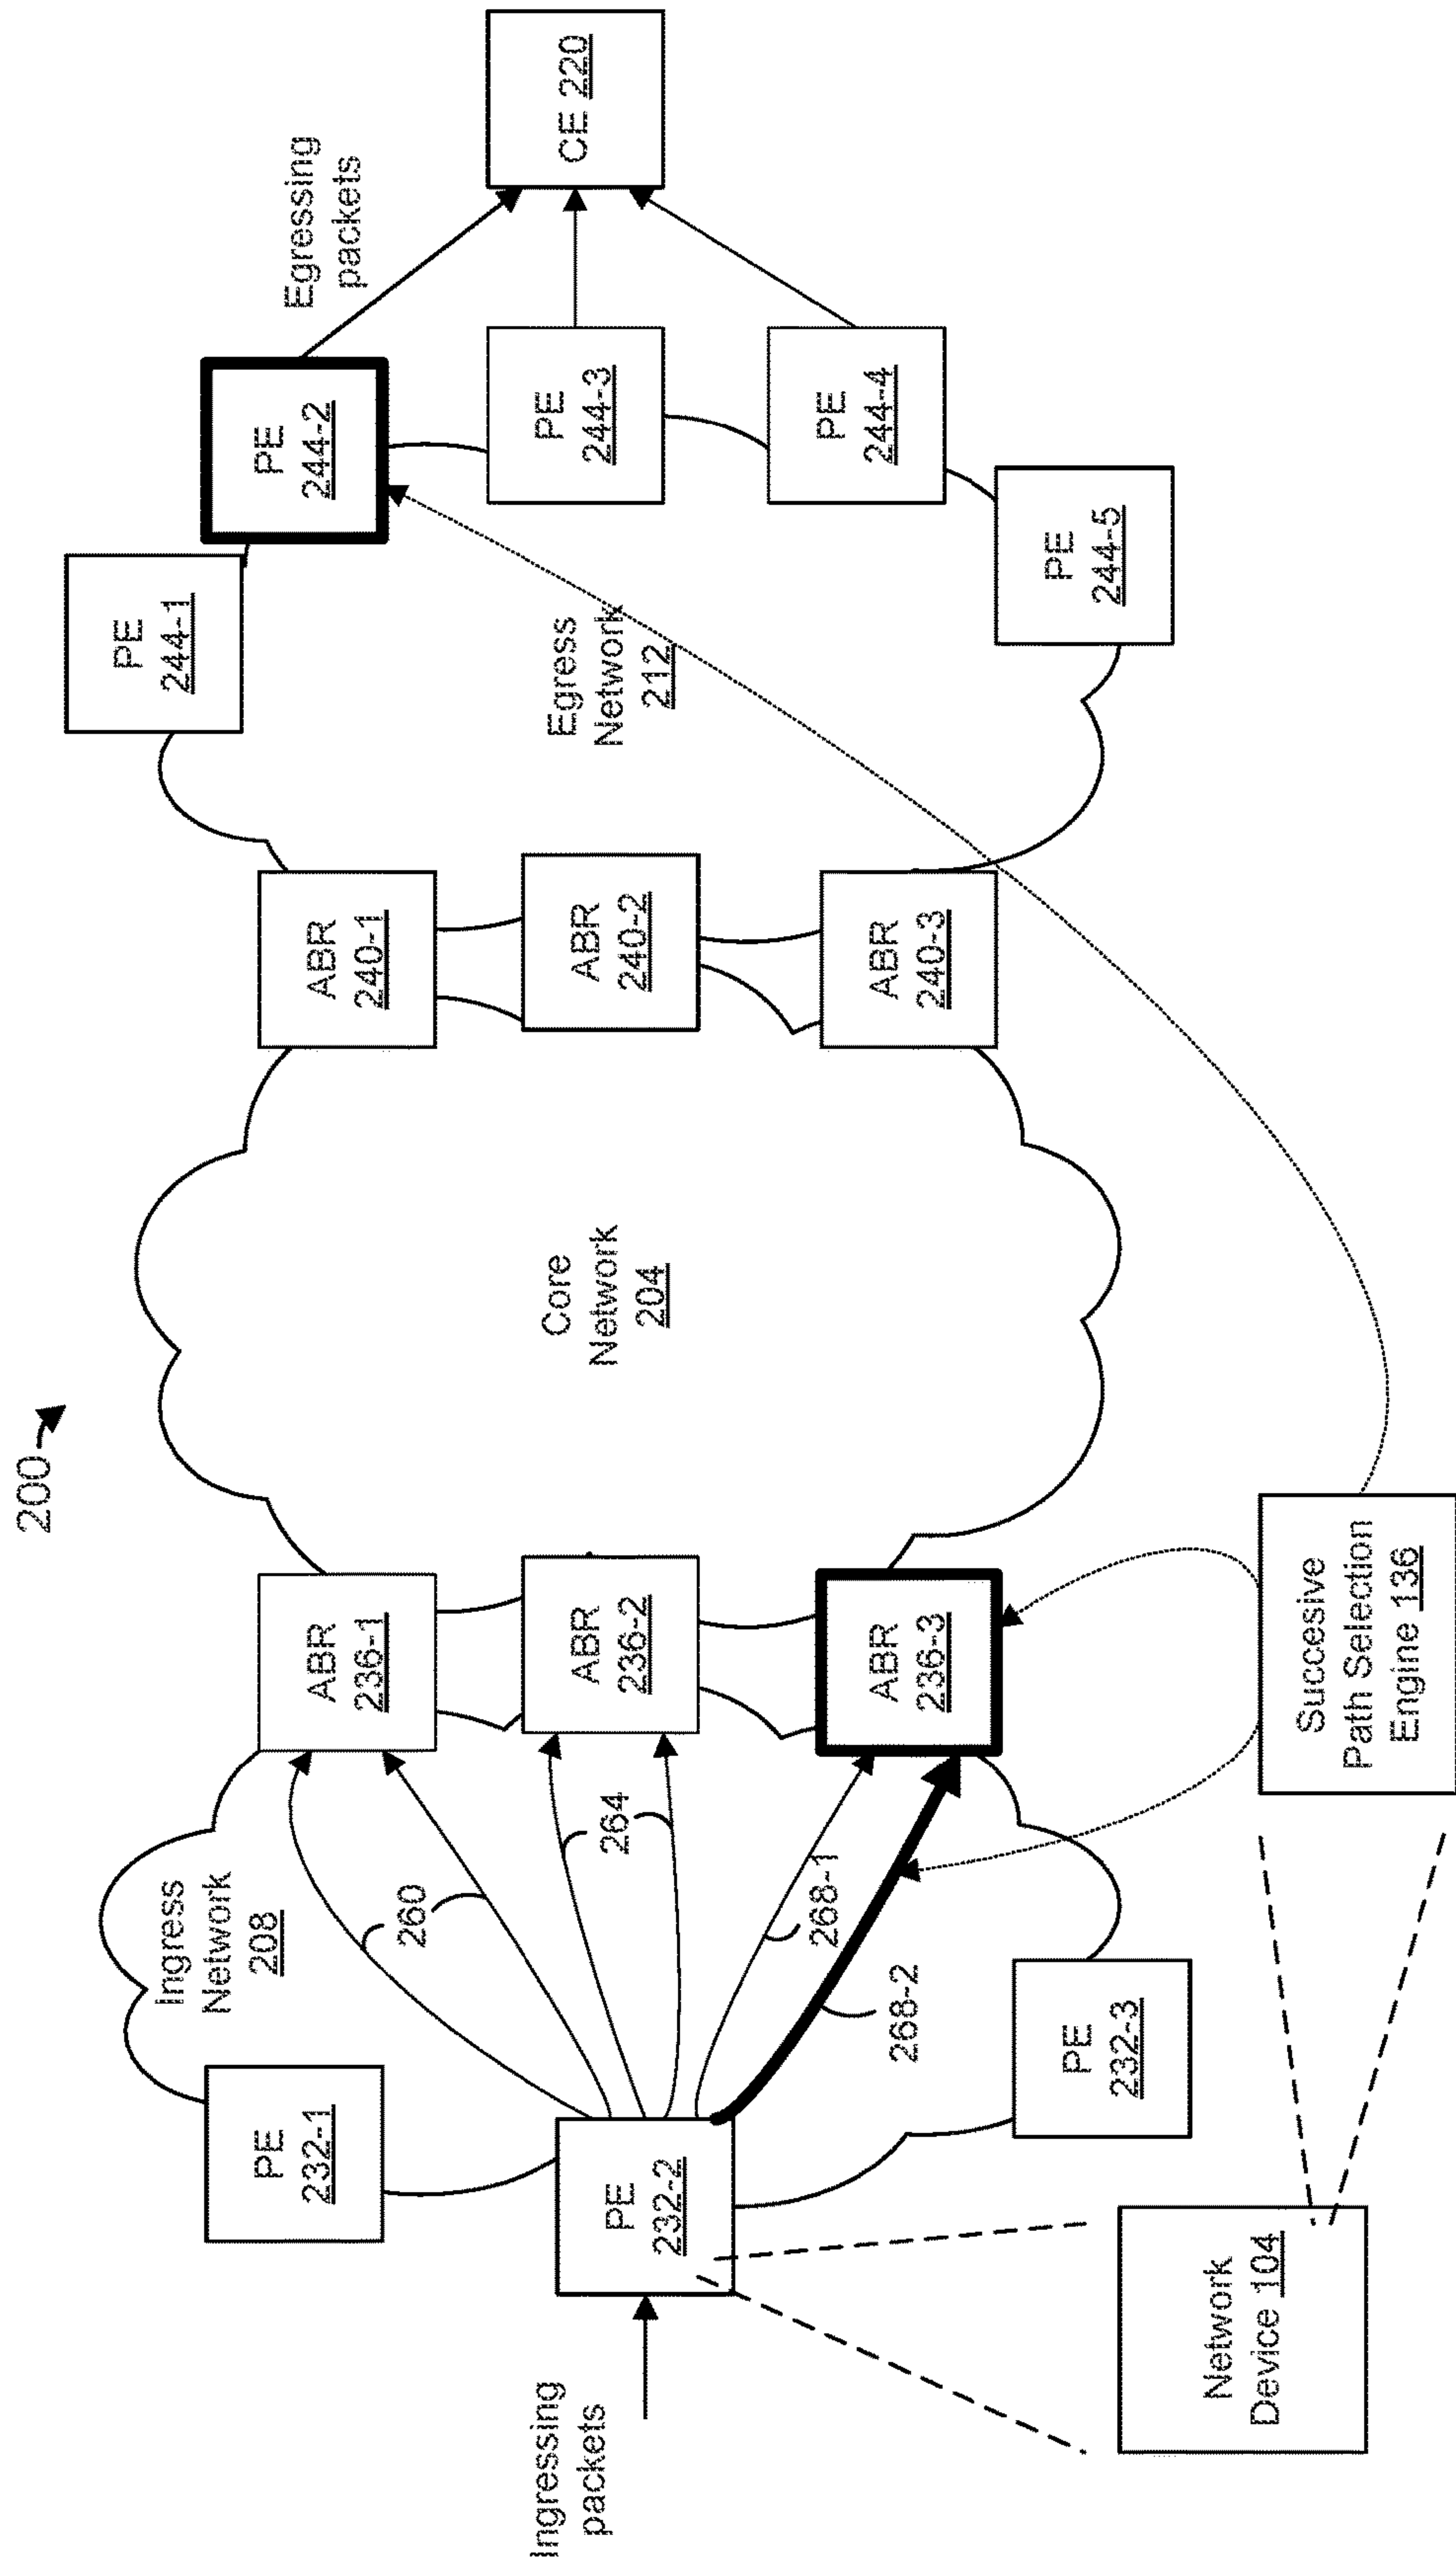 200
Ingressing
packets
PE
232-1
PE
232-2
PE
232-3
Ingress
Network
208
260
264
268-1
268-2
ABR
236-1
ABR
236-2
ABR
236-3
Core
Network
204
ABR
240-1
ABR
240-2
ABR
240-3
Egress
Network
212
PE
244-1
PE
244-2
PE
244-3
PE
244-4
PE
244-5
Egressing
packets
CE 220
Network
Device 104
Succesive
Path Selection
Engine 136